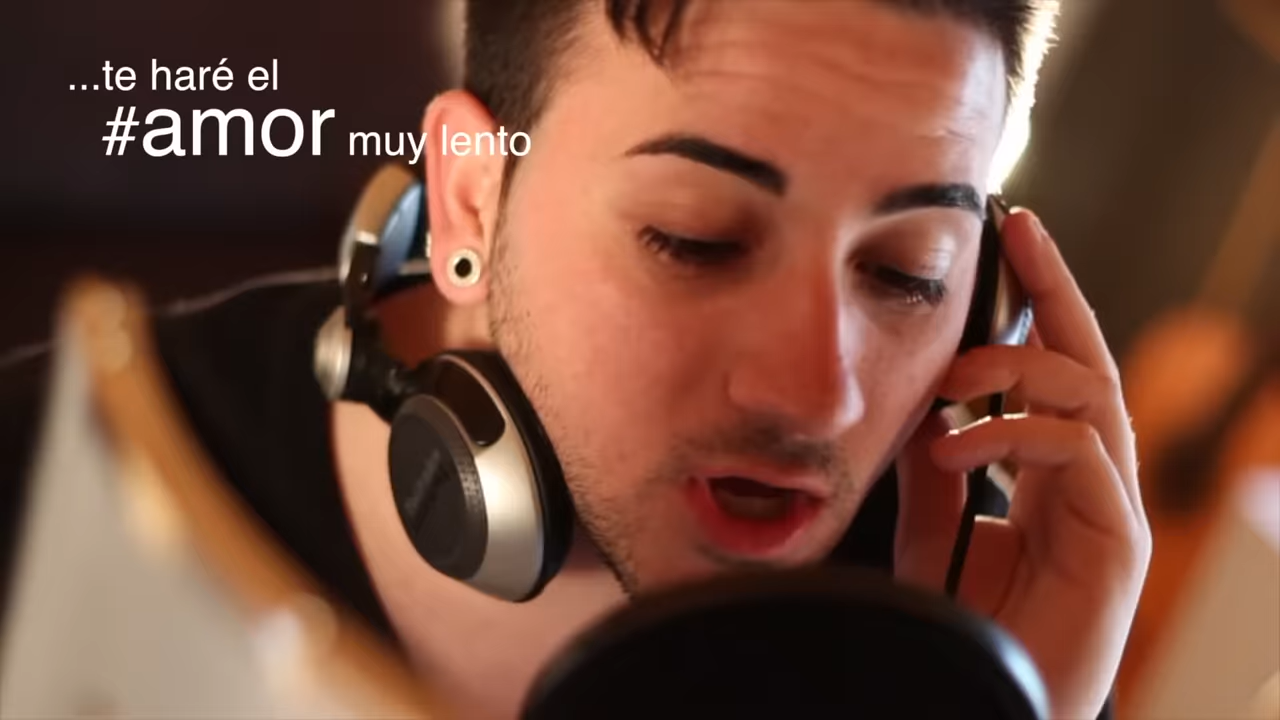 ...te haré el
#amor muy lento